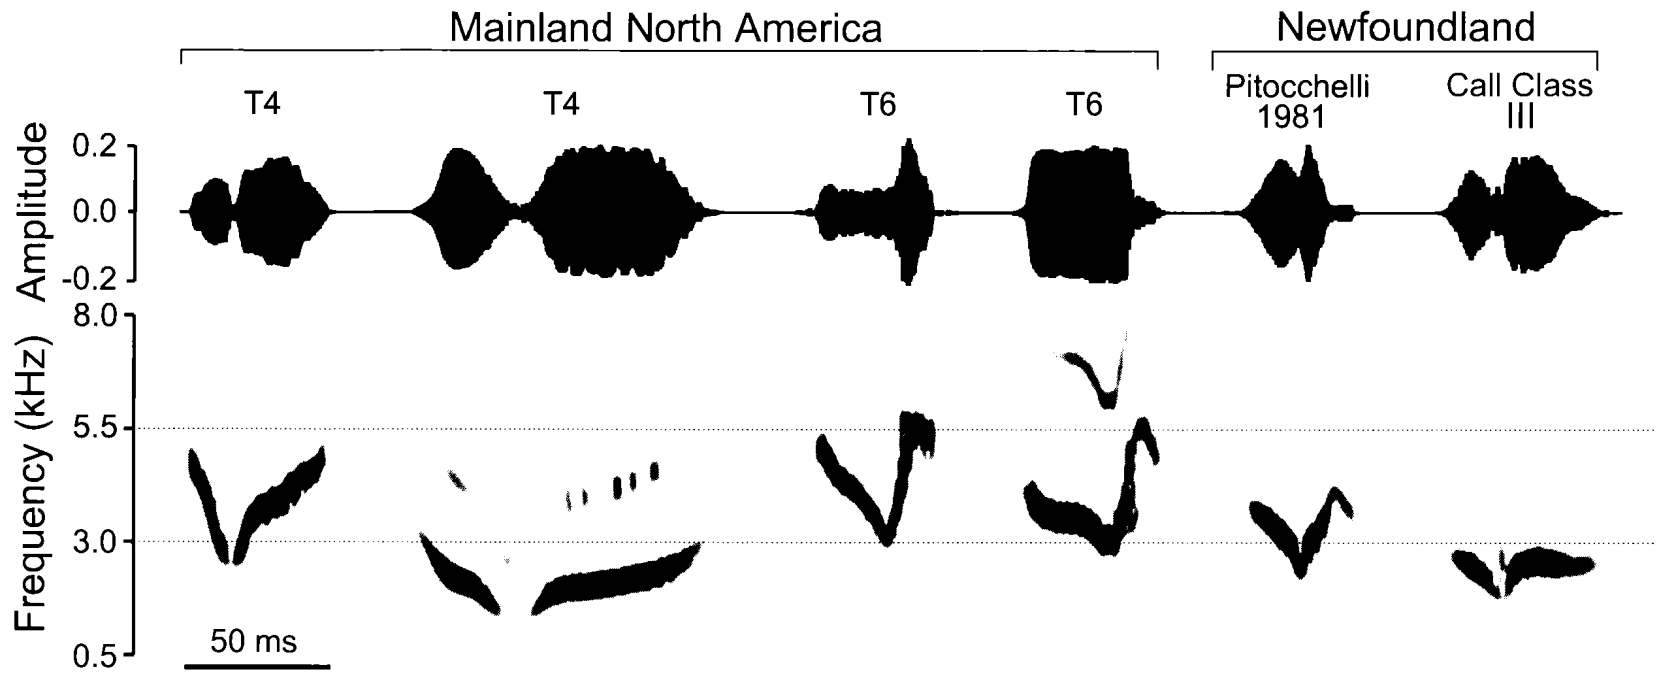 Mainland North America
Newfoundland
T4
T4
T6
T6
Pitocchelli
1981
Call Class
III
Amplitude
0.2
0.0
-0.2
Frequency (kHz)
8.0
5.5
3.0
0.5
50 ms